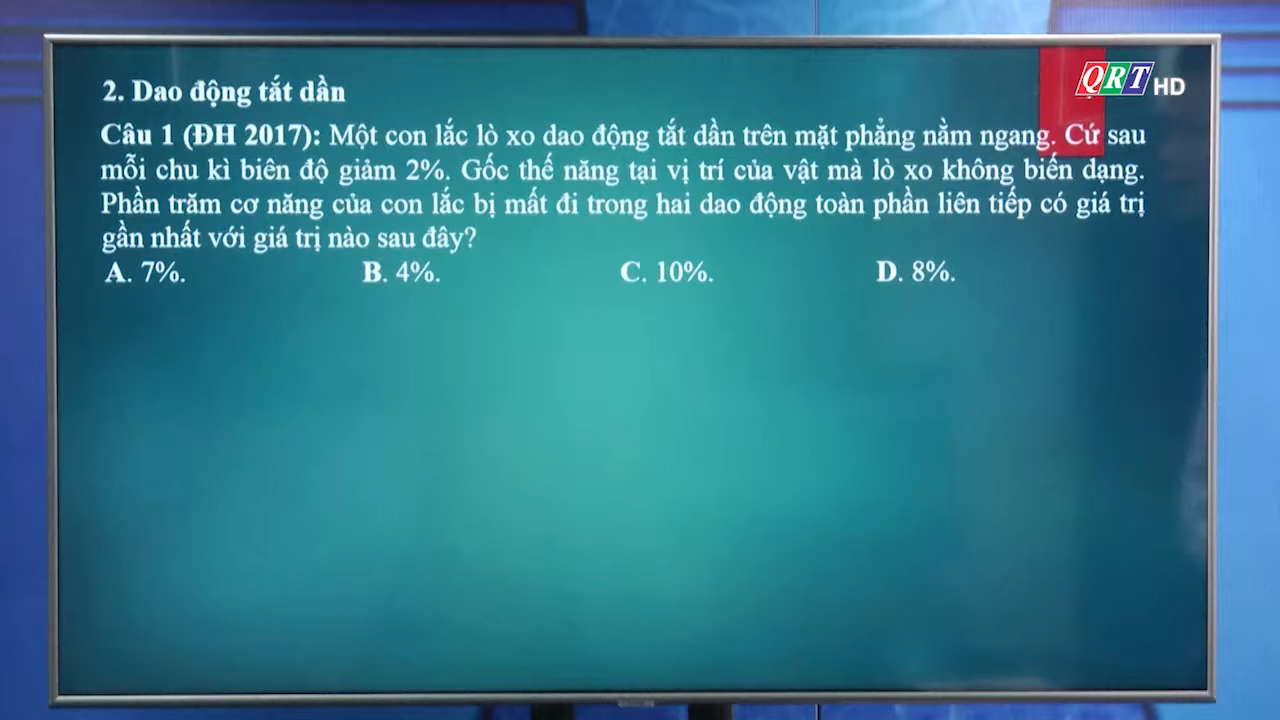 QRT HD
2. Dao động tắt dần
Câu 1 (ĐH 2017): Một con lắc lò xo dao động tắt dần trên mặt phẳng nằm ngang. Cứ sau
mỗi chu kì biên độ giảm 2%. Gốc thế năng tại vị trí của vật mà lò xo không biến dạng.
Phần trăm cơ năng của con lắc bị mất đi trong hai dao động toàn phần liên tiếp có giá trị
gần nhất với giá trị nào sau đây?
A. 7%. B. 4%. C. 10%. D. 8%.